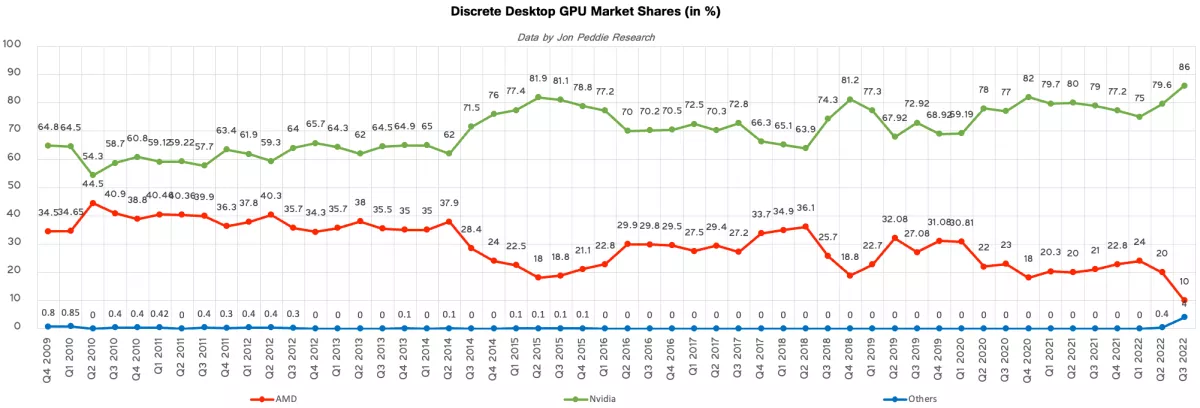 Discrete Desktop GPU Market Shares (in %)
Data by Jon Peddie Research
100
90
80
70
60
50
40
30
20
10
0
64.8 64.5 54.3 58.7 60.8 59.12 59.22 57.7 63.4 61.9 59.3 64 65.7 64.3 62 64.5 64.9 65 62 71.5 76 77.4 81.9 81.1 78.8 77.2 70 70.2 70.5 72.5 70.3 72.8 66.3 65.1 63.9 74.3 81.2 77.3 67.92 72.92 68.92 69.19 78 77 82 79.7 80 79 77.2 75 79.6 86
34.5 34.65 44.5 40.9 38.8 40.46 40.36 39.9 36.3 37.8 40.3 35.7 34.3 35.7 38 35.5 35 35 37.9 28.4 24 22.5 18 18.8 21.1 22.8 29.9 29.8 29.5 27.5 29.4 27.2 33.7 34.9 36.1 25.7 18.8 22.7 32.08 27.08 31.08 30.81 22 23 18 20.3 20 21 22.8 24 20 10
0.8 0.85 0 0.4 0.4 0.42 0 0.4 0.3 0.4 0.4 0.3 0 0 0 0 0.1 0 0.1 0 0 0.1 0.1 0.1 0.1 0 0 0 0 0 0 0 0 0 0 0 0 0 0 0 0 0 0 0 0 0 0 0 0 0 0.4 4
Q4 2009
Q1 2010
Q2 2010
Q3 2010
Q4 2010
Q1 2011
Q2 2011
Q3 2011
Q4 2011
Q1 2012
Q2 2012
Q3 2012
Q4 2012
Q1 2013
Q2 2013
Q3 2013
Q4 2013
Q1 2014
Q2 2014
Q3 2014
Q4 2014
Q1 2015
Q2 2015
Q3 2015
Q4 2015
Q1 2016
Q2 2016
Q3 2016
Q4 2016
Q1 2017
Q2 2017
Q3 2017
Q4 2017
Q1 2018
Q2 2018
Q3 2018
Q4 2018
Q1 2019
Q2 2019
Q3 2019
Q4 2019
Q1 2020
Q2 2020
Q3 2020
Q4 2020
Q1 2021
Q2 2021
Q3 2021
Q4 2021
Q1 2022
Q2 2022
Q3 2022
AMD
Nvidia
Others